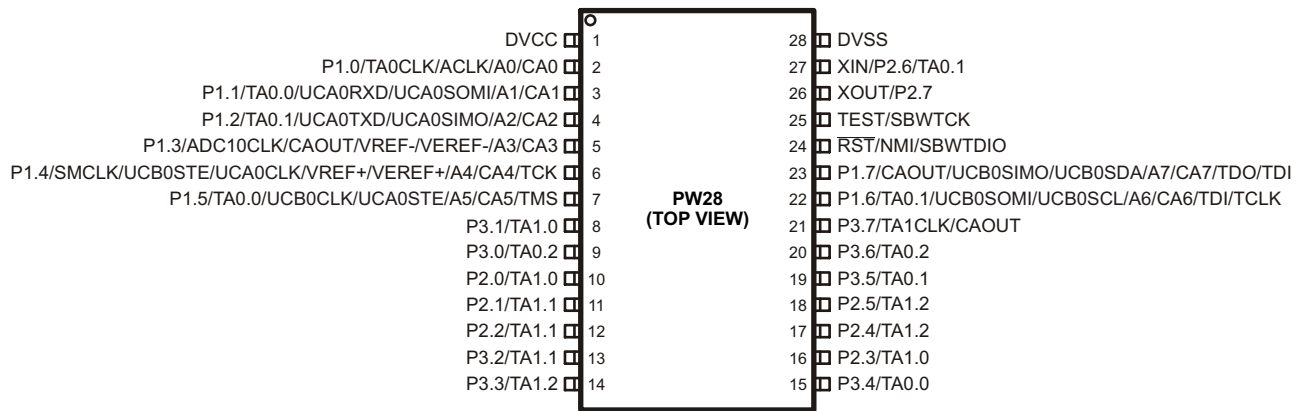 DVCC 1 28 DVSS
P1.0/TA0CLK/ACLK/A0/CA0 2 27 XIN/P2.6/TA0.1
P1.1/TA0.0/UCA0RXD/UCA0SOMI/A1/CA1 3 26 XOUT/P2.7
P1.2/TA0.1/UCA0TXD/UCA0SIMO/A2/CA2 4 25 TEST/SBWTCK
P1.3/ADC10CLK/CAOUT/VREF-/VEREF-/A3/CA3 5 24 RST/NMI/SBWTDIO
P1.4/SMCLK/UCB0STE/UCA0CLK/VREF+/VEREF+/A4/CA4/TCK 6 23 P1.7/CAOUT/UCB0SIMO/UCB0SDA/A7/CA7/TDO/TDI
P1.5/TA0.0/UCB0CLK/UCA0STE/A5/CA5/TMS 7 PW28 22 P1.6/TA0.1/UCB0SOMI/UCB0SCL/A6/CA6/TDI/TCLK
P3.1/TA1.0 8 (TOP VIEW) 21 P3.7/TA1CLK/CAOUT
P3.0/TA0.2 9 20 P3.6/TA0.2
P2.0/TA1.0 10 19 P3.5/TA0.1
P2.1/TA1.1 11 18 P2.5/TA1.2
P2.2/TA1.1 12 17 P2.4/TA1.2
P3.2/TA1.1 13 16 P2.3/TA1.0
P3.3/TA1.2 14 15 P3.4/TA0.0